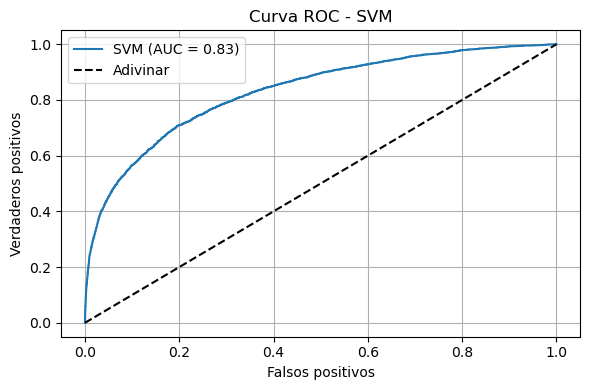 Curva ROC - SVM
SVM (AUC = 0.83)
Adivinar
Verdaderos positivos
1.0
0.8
0.6
0.4
0.2
0.0
0.0 0.2 0.4 0.6 0.8 1.0
Falsos positivos